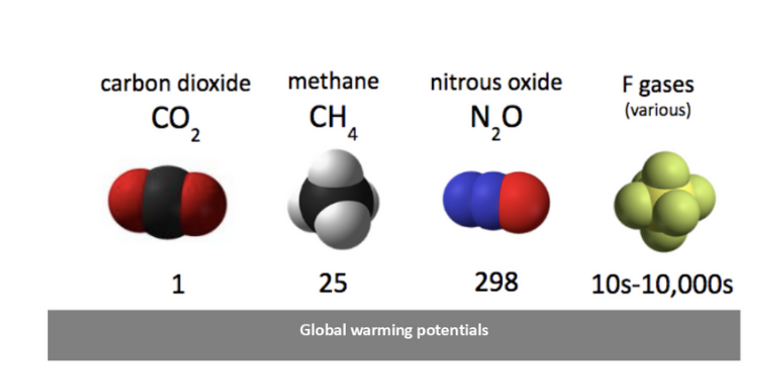 carbon dioxide
CO2
methane
CH4
nitrous oxide
N2O
F gases
(various)
1
25
298
10s-10,000s
Global warming potentials